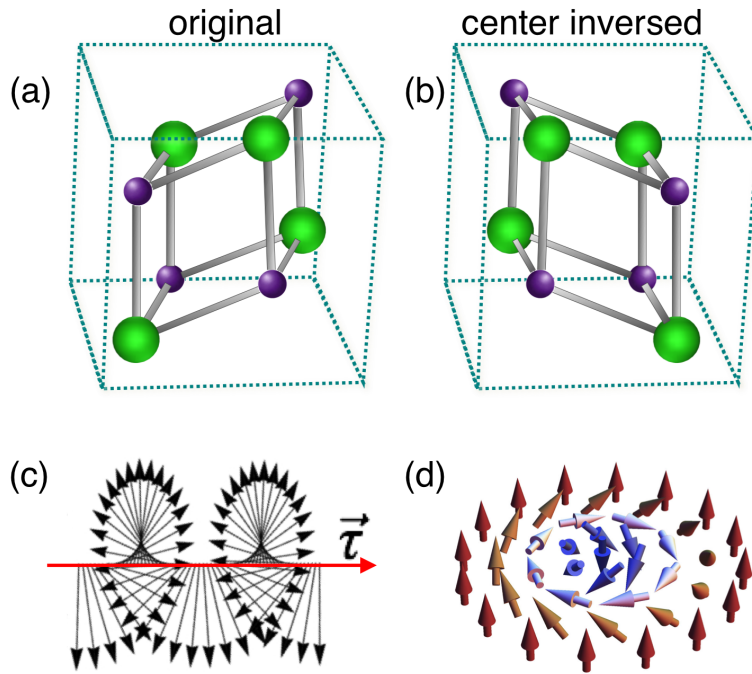 original
center inversed
(a)
(b)
(c)
(d)
τ⃗